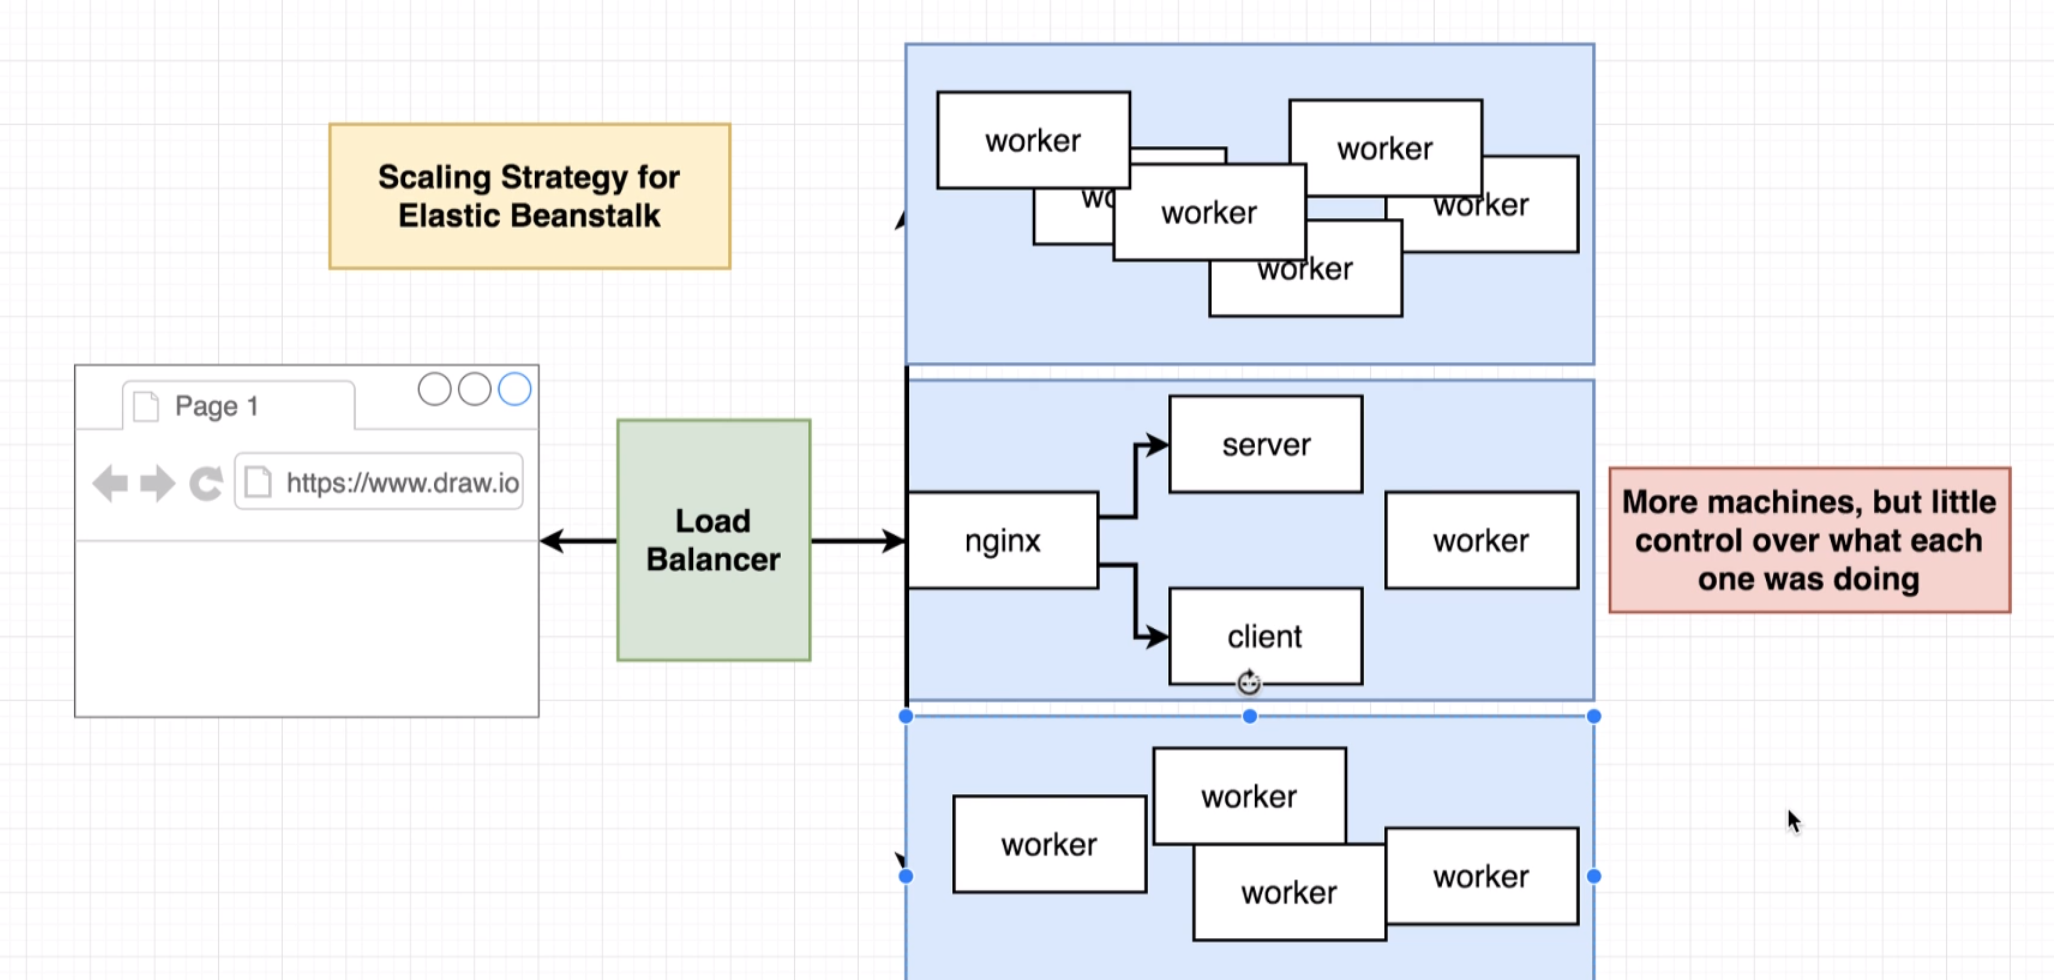 Scaling Strategy for
Elastic Beanstalk
Page 1
https://www.draw.io
Load
Balancer
worker
worker
wo
worker
worker
worker
server
nginx
worker
client
worker
worker
worker
worker
More machines, but little
control over what each
one was doing